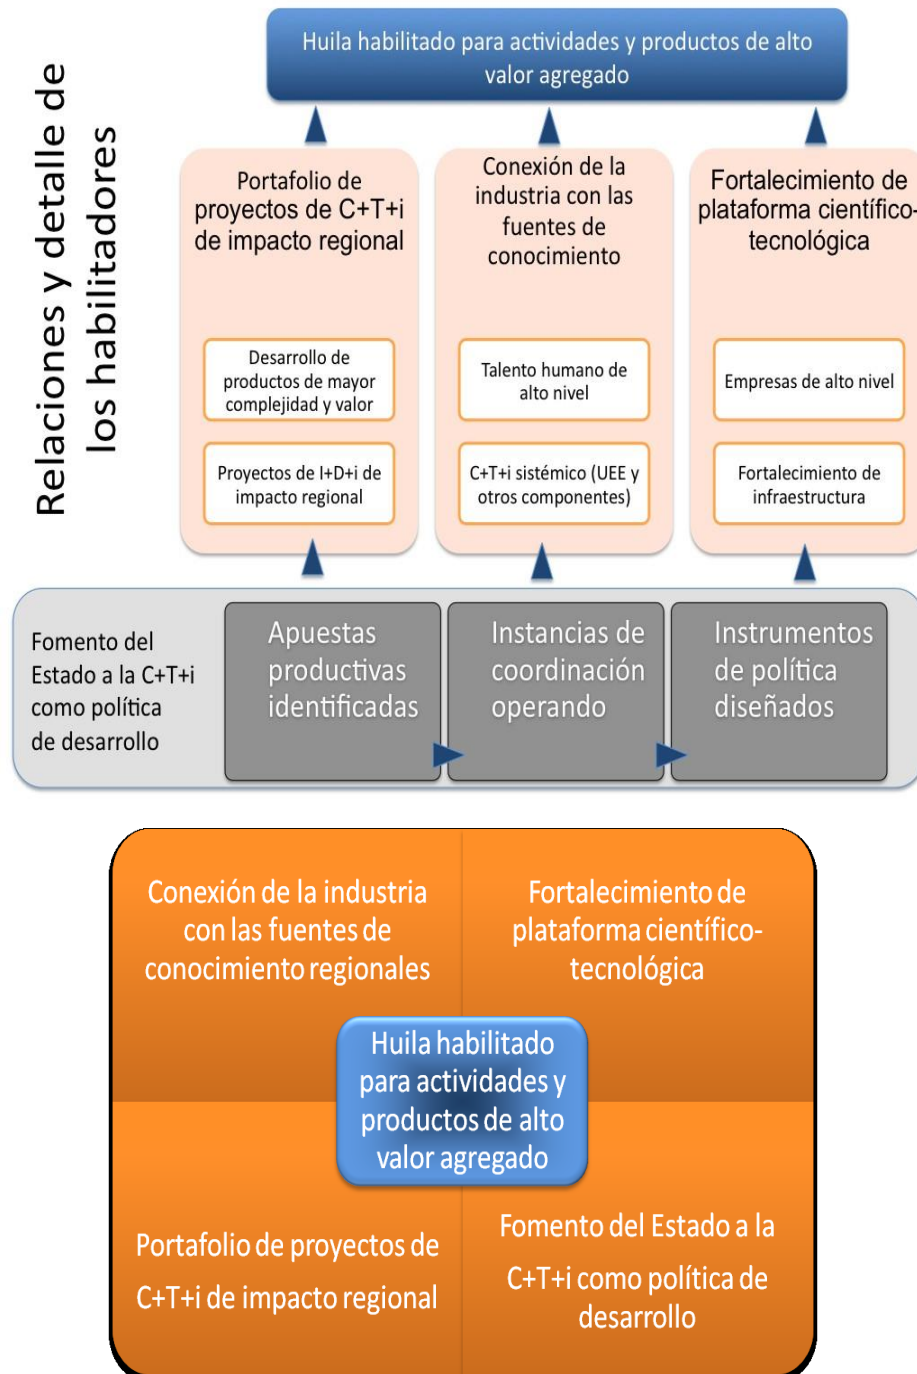 Relaciones y detalle de
los habilitadores
Huila habilitado para actividades y productos de alto
valor agregado
Portafolio de
proyectos de C+T+i
de impacto regional
Desarrollo de
productos de mayor
complejidad y valor
Proyectos de I+D+i de
impacto regional
Conexión de la
industria con las
fuentes de
conocimiento
Talento humano de
alto nivel
C+T+i sistémico (UEE y
otros componentes)
Fortalecimiento de
plataforma científico-
tecnológica
Empresas de alto nivel
Fortalecimiento de
infraestructura
Fomento del
Estado a la C+T+i
como política
de desarrollo
Apuestas
productivas
identificadas
Instancias de
coordinación
operando
Instrumentos
de política
diseñados
Conexión de la industria
con las fuentes de
conocimiento regionales
Fortalecimiento de
plataforma científico-
tecnológica
Huila habilitado
para actividades y
productos de alto
valor agregado
Portafolio de proyectos de
C+T+i de impacto regional
Fomento del Estado a la
C+T+i como política de
desarrollo